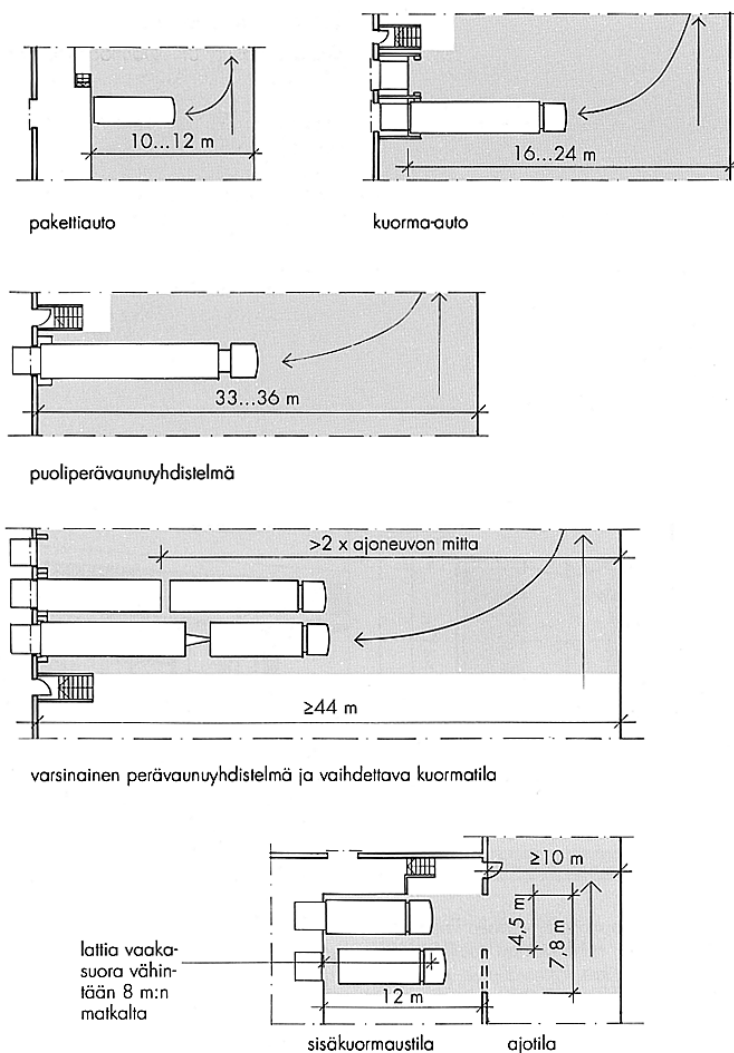 10...12 m
16...24 m
pakettiauto
kuorma-auto
33...36 m
puoliperävaunuyhdistelmä
>2 x ajoneuvon mitta
≥44 m
varsinainen perävaunuyhdistelmä ja vaihdettava kuormatila
≥10 m
4,5 m
7,8 m
lattia vaaka-
suora vähin-
tään 8 m:n
matkalta
12 m
sisäkuormaustila
ajotila